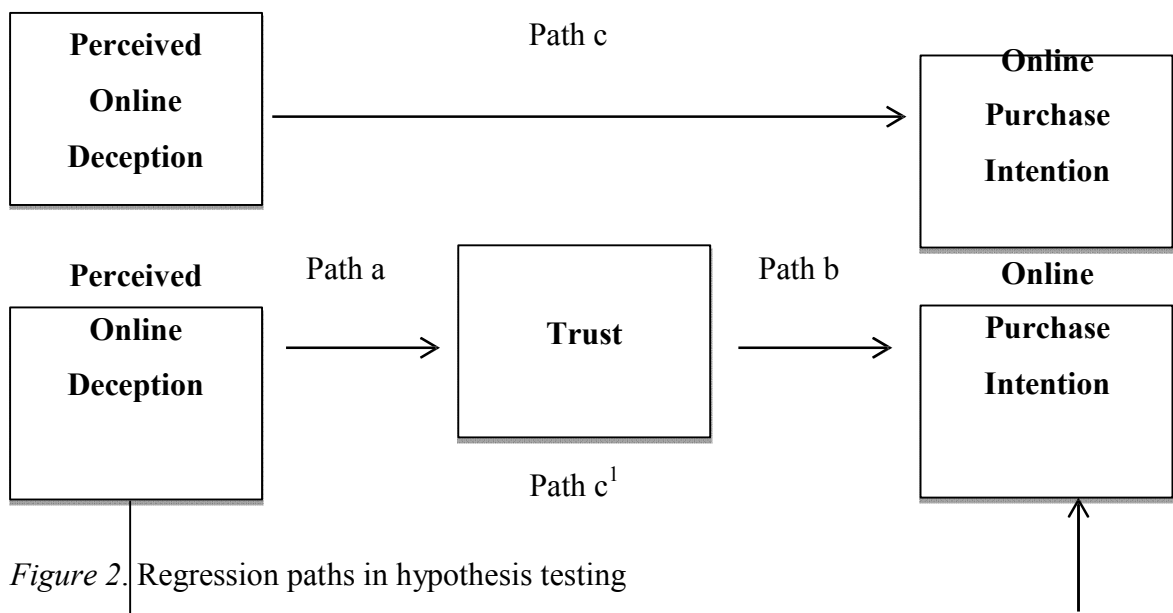 Perceived
Online
Deception
Path c
Online
Purchase
Intention
Perceived
Online
Deception
Path a
Trust
Path b
Online
Purchase
Intention
Path c¹
Figure 2. Regression paths in hypothesis testing